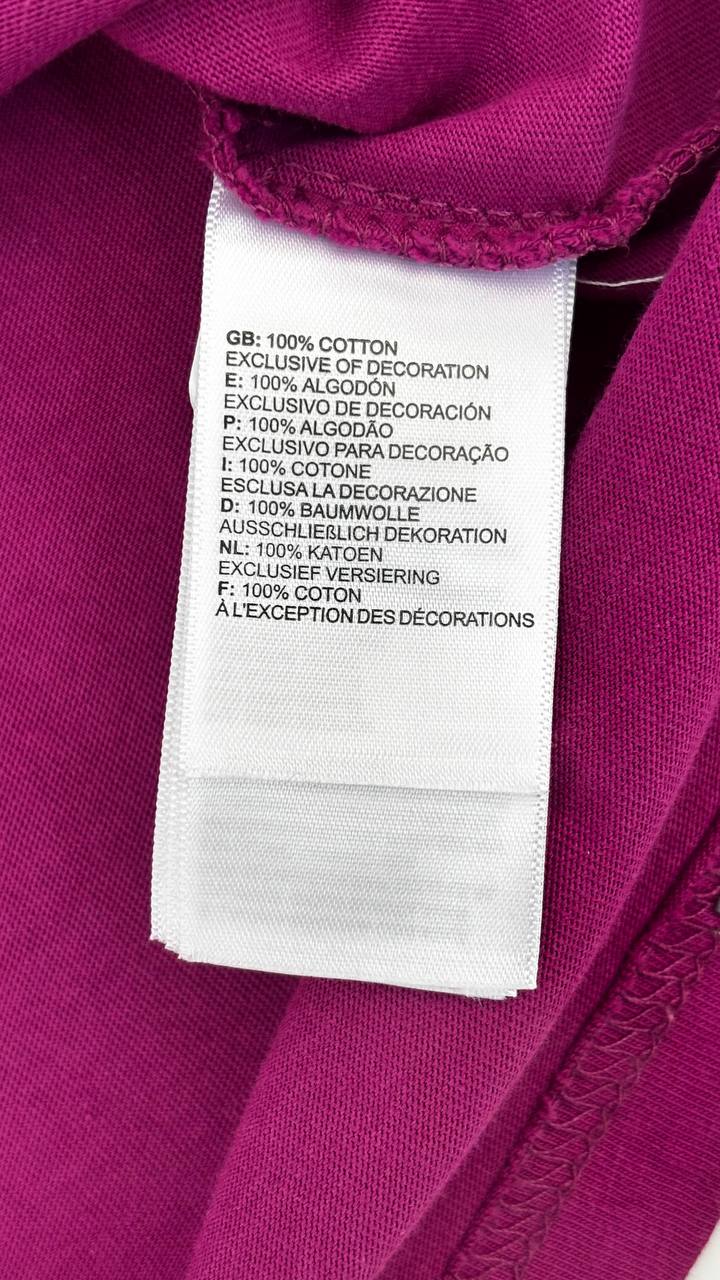 GB: 100% COTTON
EXCLUSIVE OF DECORATION
E: 100% ALGODÓN
EXCLUSIVO DE DECORACIÓN
P: 100% ALGODÃO
EXCLUSIVO PARA DECORAÇÃO
I: 100% COTONE
ESCLUSA LA DECORAZIONE
D: 100% BAUMWOLLE
AUSSCHLIEßLICH DEKORATION
NL: 100% KATOEN
EXCLUSIEF VERSIERING
F: 100% COTON
À L'EXCEPTION DES DÉCORATIONS